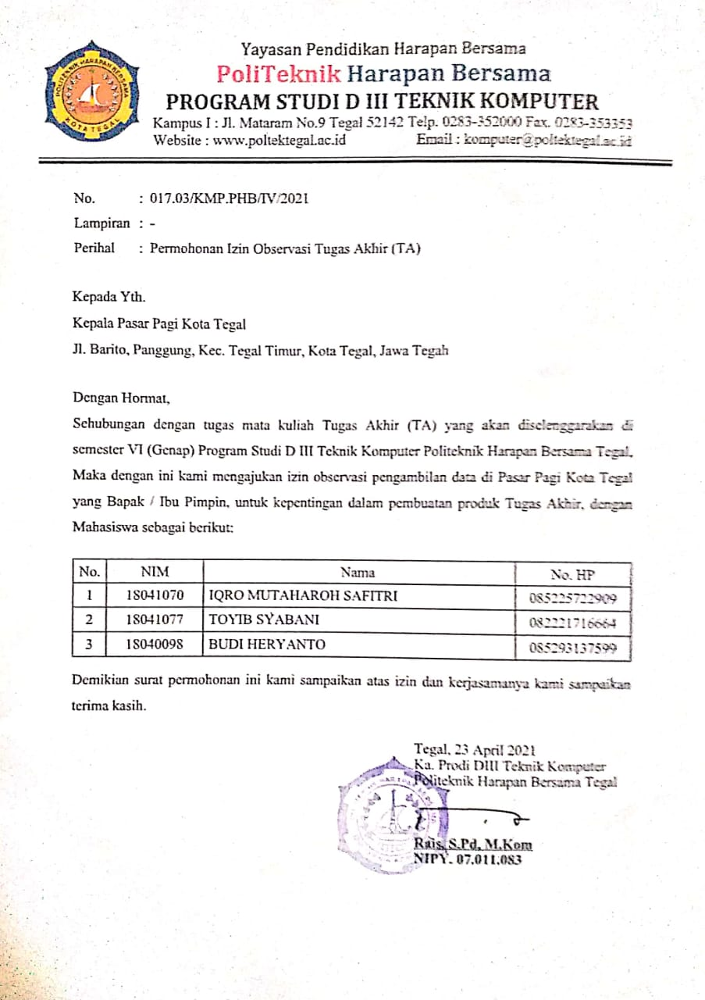 Yayasan Pendidikan Harapan Bersama
PoliTeknik Harapan Bersama
PROGRAM STUDI D III TEKNIK KOMPUTER
Kampus I : Jl. Mataram No.9 Tegal 52142 Telp. 0283-352000 Fax. 0283-353353
Website : www.poltektegal.ac.id Email : komputer@poltektegal.ac.id
POLITEKNIK HARAPAN BERSAMA
KOTA TEGAL
No. : 017.03/KMP.PHB/IV/2021
Lampiran : -
Perihal : Permohonan Izin Observasi Tugas Akhir (TA)
Kepada Yth.
Kepala Pasar Pagi Kota Tegal
Jl. Barito, Panggung, Kec. Tegal Timur, Kota Tegal, Jawa Tegah
Dengan Hormat,
Sehubungan dengan tugas mata kuliah Tugas Akhir (TA) yang akan diselenggarakan di
semester VI (Genap) Program Studi D III Teknik Komputer Politeknik Harapan Bersama Tegal.
Maka dengan ini kami mengajukan izin observasi pengambilan data di Pasar Pagi Kota Tegal
yang Bapak / Ibu Pimpin, untuk kepentingan dalam pembuatan produk Tugas Akhir, dengan
Mahasiswa sebagai berikut:
No. NIM Nama No. HP
1 18041070 IQRO MUTAHAROH SAFITRI 085225722909
2 18041077 TOYIB SYABANI 082221716664
3 18040098 BUDI HERYANTO 085293137599
Demikian surat permohonan ini kami sampaikan atas izin dan kerjasamanya kami sampaikan
terima kasih.
Tegal, 23 April 2021
Ka. Prodi DIII Teknik Komputer
Politeknik Harapan Bersama Tegal
Rais, S.Pd, M.Kom
NIPY. 07.011.083